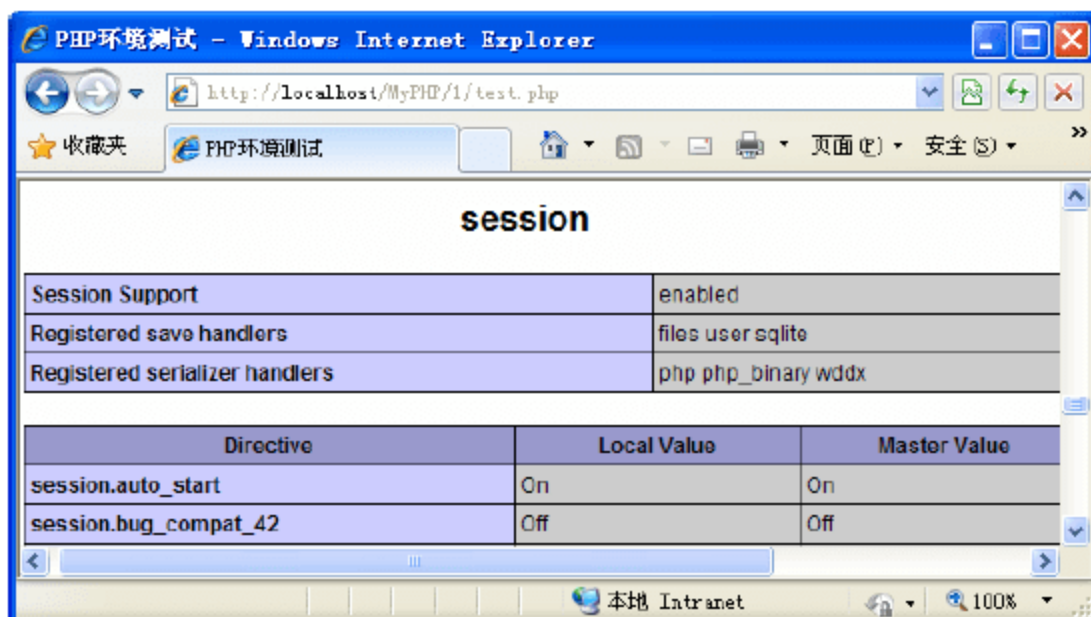 PHP环境测试 - Windows Internet Explorer
http://localhost/MyPHP/1/test.php
收藏夹 PHP环境测试 页面(P) 安全(S) »
session
Session Support enabled
Registered save handlers files user sqlite
Registered serializer handlers php php_binary wddx
Directive Local Value Master Value
session.auto_start On On
session.bug_compat_42 Off Off
本地 Intranet 100%